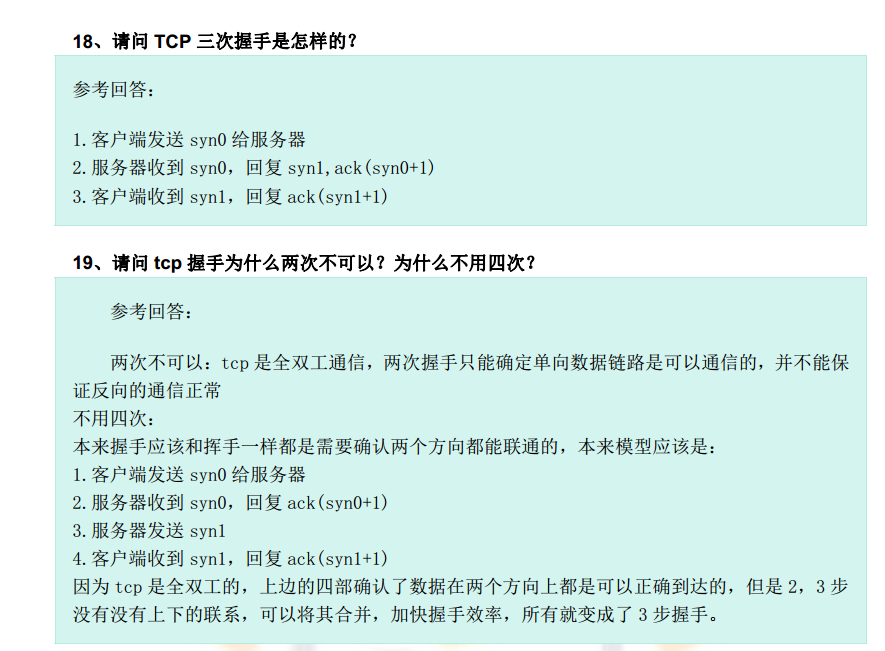 18、请问 TCP 三次握手是怎样的？
参考回答：
1.客户端发送 syn0 给服务器
2.服务器收到 syn0，回复 syn1,ack(syn0+1)
3.客户端收到 syn1，回复 ack(syn1+1)
19、请问 tcp 握手为什么两次不可以？为什么不用四次？
参考回答：
两次不可以：tcp 是全双工通信，两次握手只能确定单向数据链路是可以通信的，并不能保
证反向的通信正常
不用四次：
本来握手应该和挥手一样都是需要确认两个方向都能联通的，本来模型应该是：
1.客户端发送 syn0 给服务器
2.服务器收到 syn0，回复 ack(syn0+1)
3.服务器发送 syn1
4.客户端收到 syn1，回复 ack(syn1+1)
因为 tcp 是全双工的，上边的四部确认了数据在两个方向上都是可以正确到达的，但是 2，3 步
没有没有上下的联系，可以将其合并，加快握手效率，所有就变成了 3 步握手。